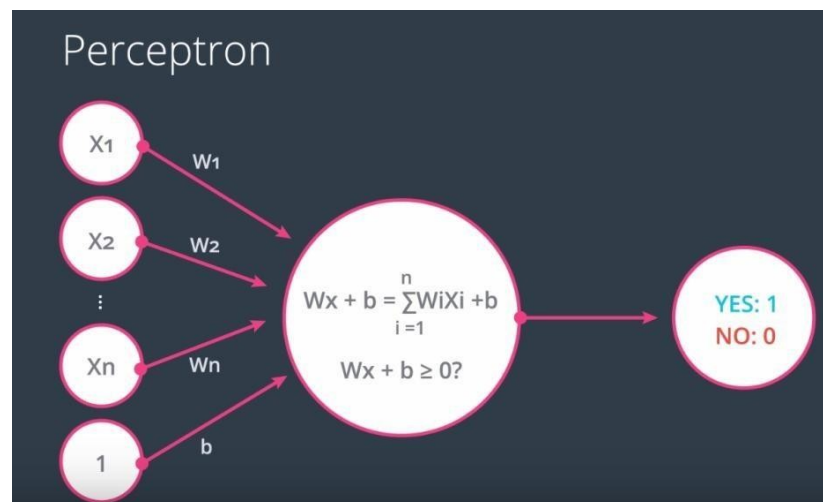 Perceptron
X1
W1
X2
W2
⋮
Xn
Wn
1
b
n
Wx + b = ∑WiXi +b
i =1
Wx + b ≥ 0?
YES: 1
NO: 0